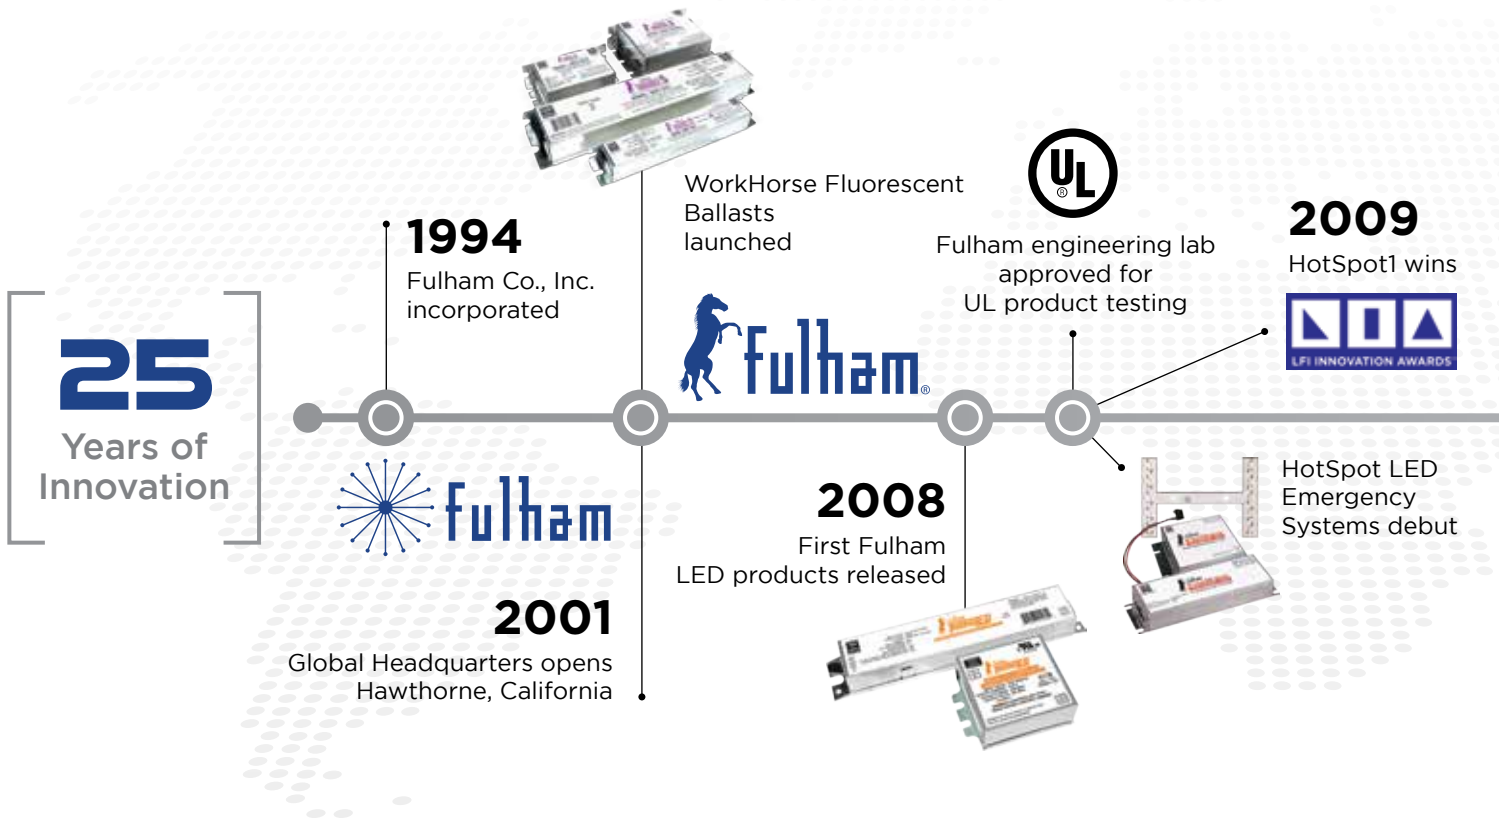 25
Years of
Innovation
1994
Fulham Co., Inc.
incorporated
fulham
2001
Global Headquarters opens
Hawthorne, California
WorkHorse Fluorescent
Ballasts
launched
fulham®
2008
First Fulham
LED products released
UL®
Fulham engineering lab
approved for
UL product testing
2009
HotSpot1 wins
LIA
LFI INNOVATION AWARDS
HotSpot LED
Emergency
Systems debut